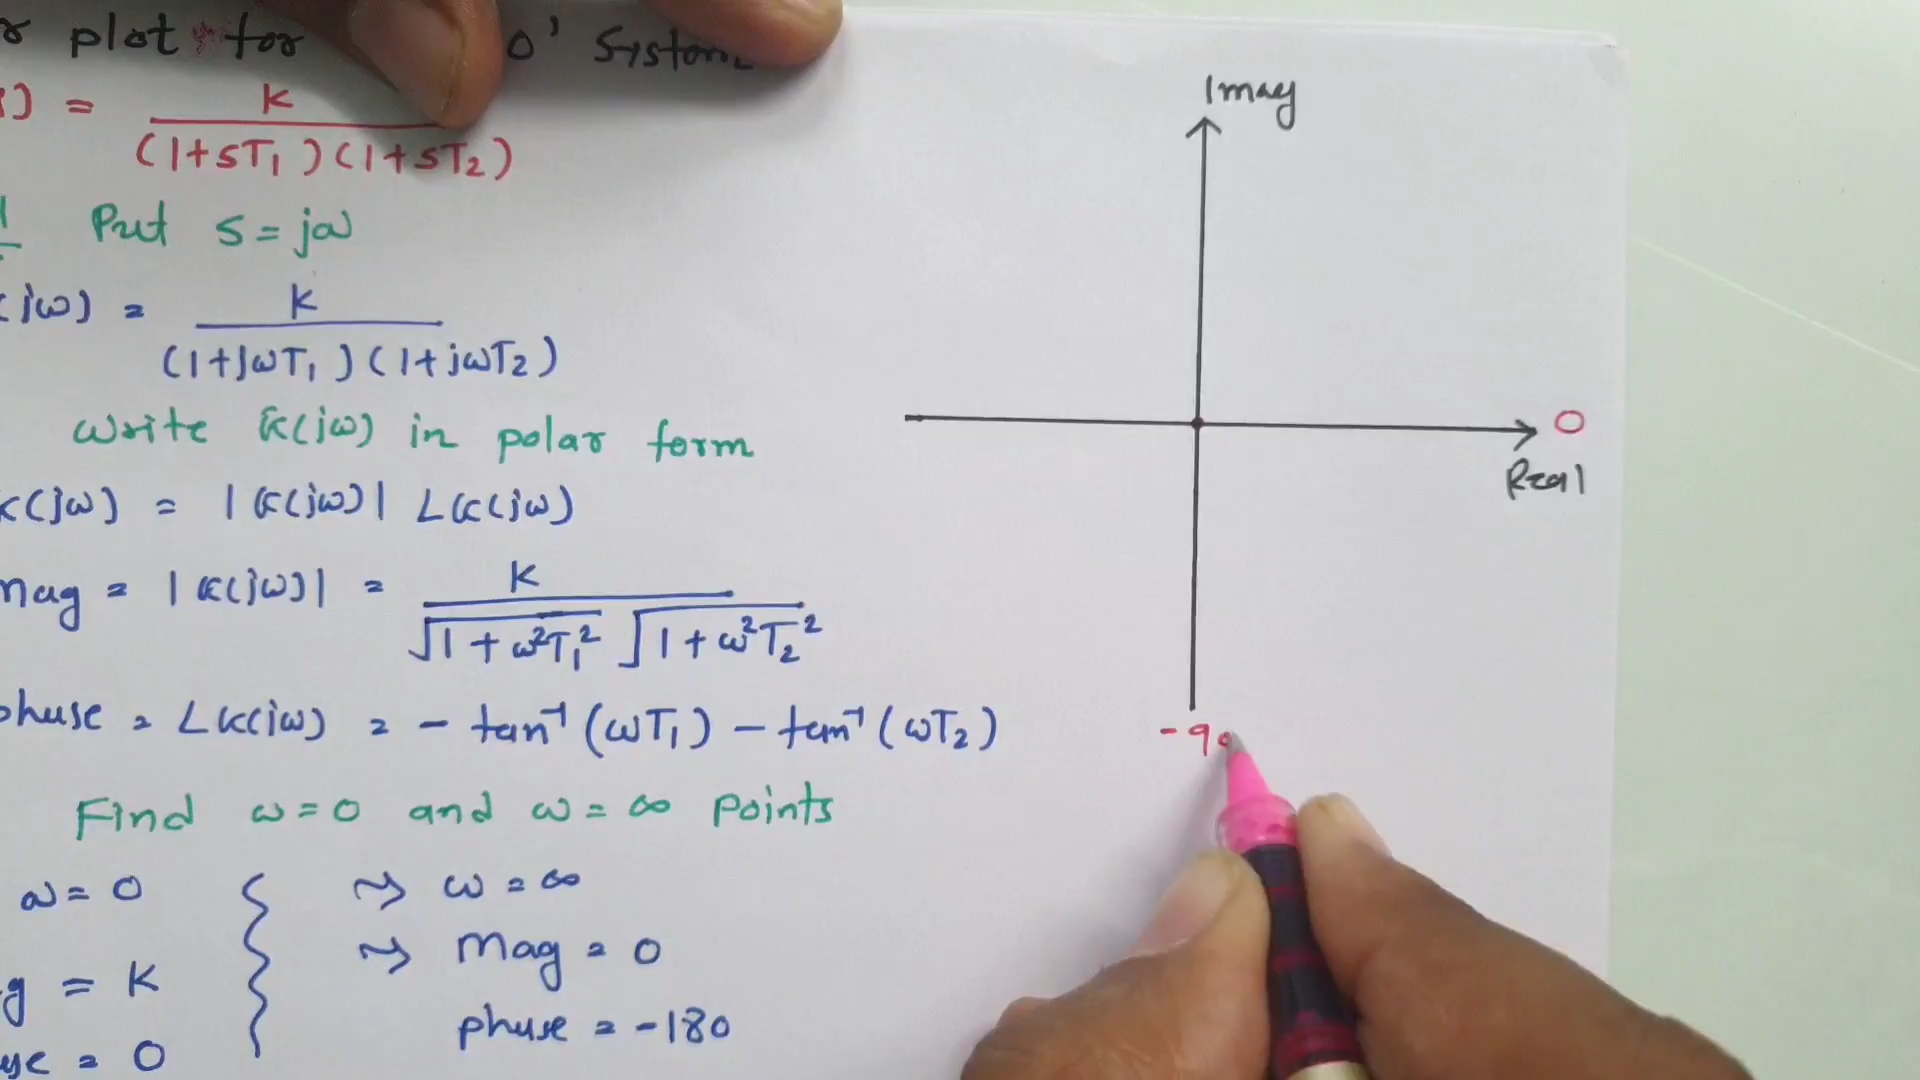 plot for 0' System
= K
(1+sT₁)(1+sT₂)
Put s=jω
(jω) = K
(1+jωT₁)(1+jωT₂)
Write G(jω) in polar form
G(jω) = |G(jω)| ∠G(jω)
Mag = |G(jω)| = K
√1+ω²T₁² √1+ω²T₂²
phase = ∠G(jω) = - tan⁻¹(ωT₁) - tan⁻¹(ωT₂)
Find ω=0 and ω=∞ points
ω=0
= K
= 0
ω=∞
Mag = 0
phase = -180
Imag
0
Real
-90